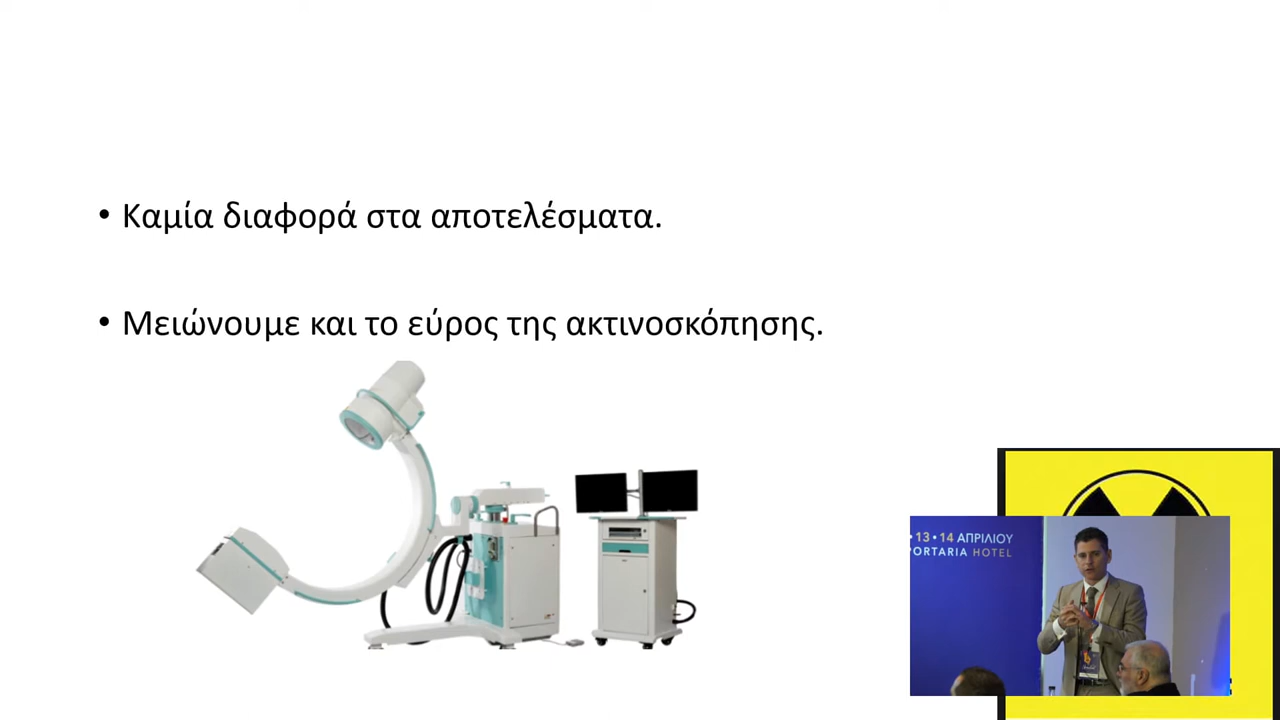 • Καμία διαφορά στα αποτελέσματα.
• Μειώνουμε και το εύρος της ακτινοσκόπησης.
• 13 • 14 ΑΠΡΙΛΙΟΥ
PORTARIA HOTEL